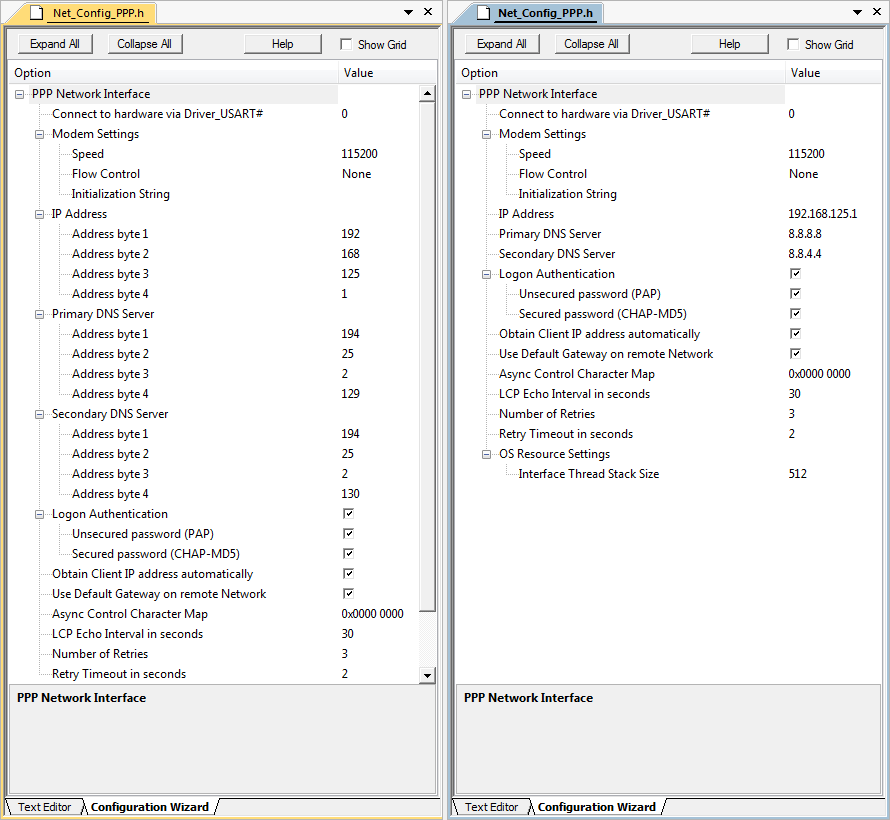 Net_Config_PPP.h
Expand All Collapse All Help Show Grid
Option Value
PPP Network Interface
Connect to hardware via Driver_USART# 0
Modem Settings
Speed 115200
Flow Control None
Initialization String
IP Address
Address byte 1 192
Address byte 2 168
Address byte 3 125
Address byte 4 1
Primary DNS Server
Address byte 1 194
Address byte 2 25
Address byte 3 2
Address byte 4 129
Secondary DNS Server
Address byte 1 194
Address byte 2 25
Address byte 3 2
Address byte 4 130
Logon Authentication
Unsecured password (PAP)
Secured password (CHAP-MD5)
Obtain Client IP address automatically
Use Default Gateway on remote Network
Async Control Character Map 0x0000 0000
LCP Echo Interval in seconds 30
Number of Retries 3
Retry Timeout in seconds 2
PPP Network Interface
Text Editor Configuration Wizard
Net_Config_PPP.h
Expand All Collapse All Help Show Grid
Option Value
PPP Network Interface
Connect to hardware via Driver_USART# 0
Modem Settings
Speed 115200
Flow Control None
Initialization String
IP Address 192.168.125.1
Primary DNS Server 8.8.8.8
Secondary DNS Server 8.8.4.4
Logon Authentication
Unsecured password (PAP)
Secured password (CHAP-MD5)
Obtain Client IP address automatically
Use Default Gateway on remote Network
Async Control Character Map 0x0000 0000
LCP Echo Interval in seconds 30
Number of Retries 3
Retry Timeout in seconds 2
OS Resource Settings
Interface Thread Stack Size 512
PPP Network Interface
Text Editor Configuration Wizard